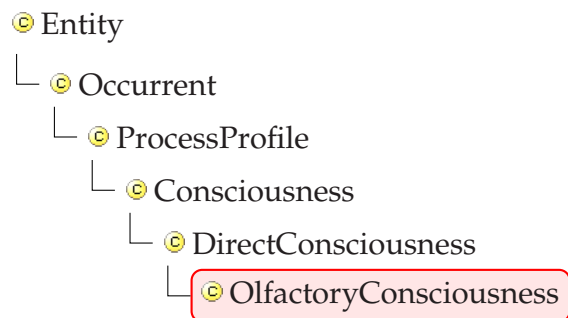 Entity
Occurrent
ProcessProfile
Consciousness
DirectConsciousness
OlfactoryConsciousness